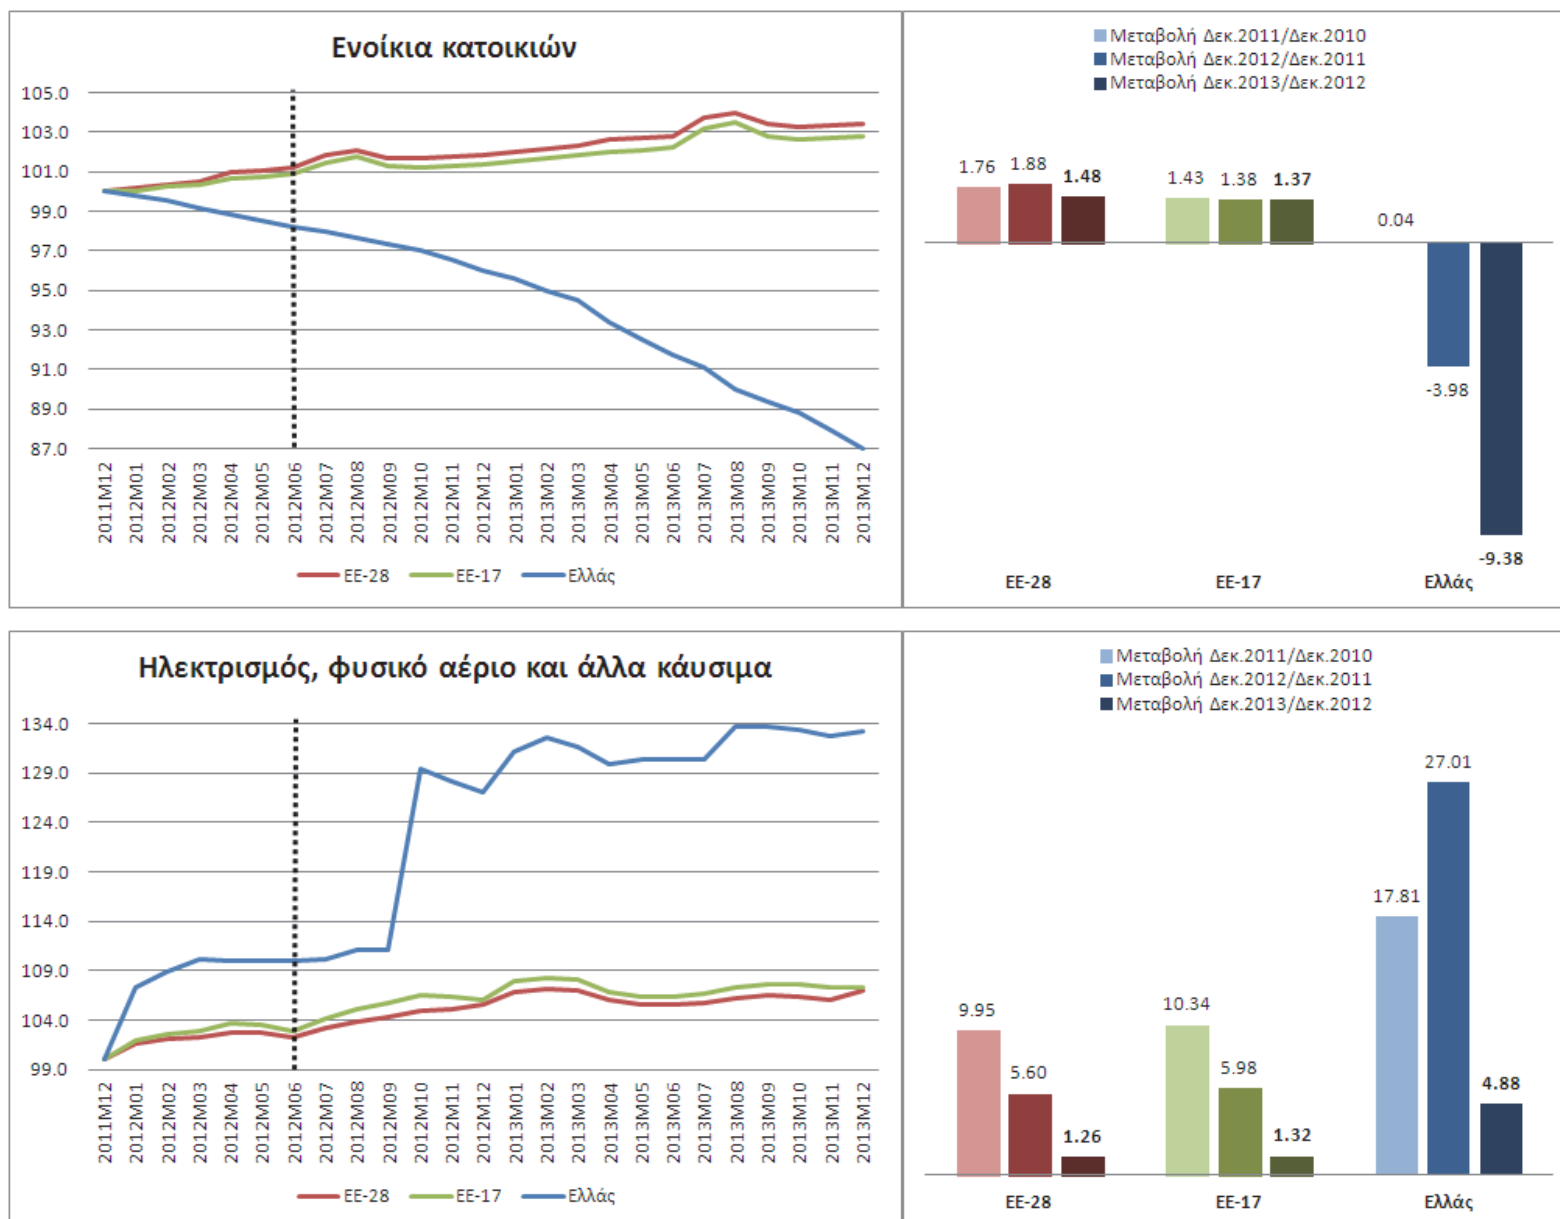 Ενοίκια κατοικιών
105.0
103.0
101.0
99.0
97.0
95.0
93.0
91.0
89.0
87.0
2011M12
2012M01
2012M02
2012M03
2012M04
2012M05
2012M06
2012M07
2012M08
2012M09
2012M10
2012M11
2012M12
2013M01
2013M02
2013M03
2013M04
2013M05
2013M06
2013M07
2013M08
2013M09
2013M10
2013M11
2013M12
ΕΕ-28 ΕΕ-17 Ελλάς
Μεταβολή Δεκ.2011/Δεκ.2010
Μεταβολή Δεκ.2012/Δεκ.2011
Μεταβολή Δεκ.2013/Δεκ.2012
1.76 1.88 1.48 1.43 1.38 1.37 0.04
-3.98
-9.38
ΕΕ-28 ΕΕ-17 Ελλάς
Ηλεκτρισμός, φυσικό αέριο και άλλα κάυσιμα
134.0
129.0
124.0
119.0
114.0
109.0
104.0
99.0
2011M12
2012M01
2012M02
2012M03
2012M04
2012M05
2012M06
2012M07
2012M08
2012M09
2012M10
2012M11
2012M12
2013M01
2013M02
2013M03
2013M04
2013M05
2013M06
2013M07
2013M08
2013M09
2013M10
2013M11
2013M12
ΕΕ-28 ΕΕ-17 Ελλάς
Μεταβολή Δεκ.2011/Δεκ.2010
Μεταβολή Δεκ.2012/Δεκ.2011
Μεταβολή Δεκ.2013/Δεκ.2012
9.95 5.60 1.26 10.34 5.98 1.32 17.81 27.01 4.88
ΕΕ-28 ΕΕ-17 Ελλάς